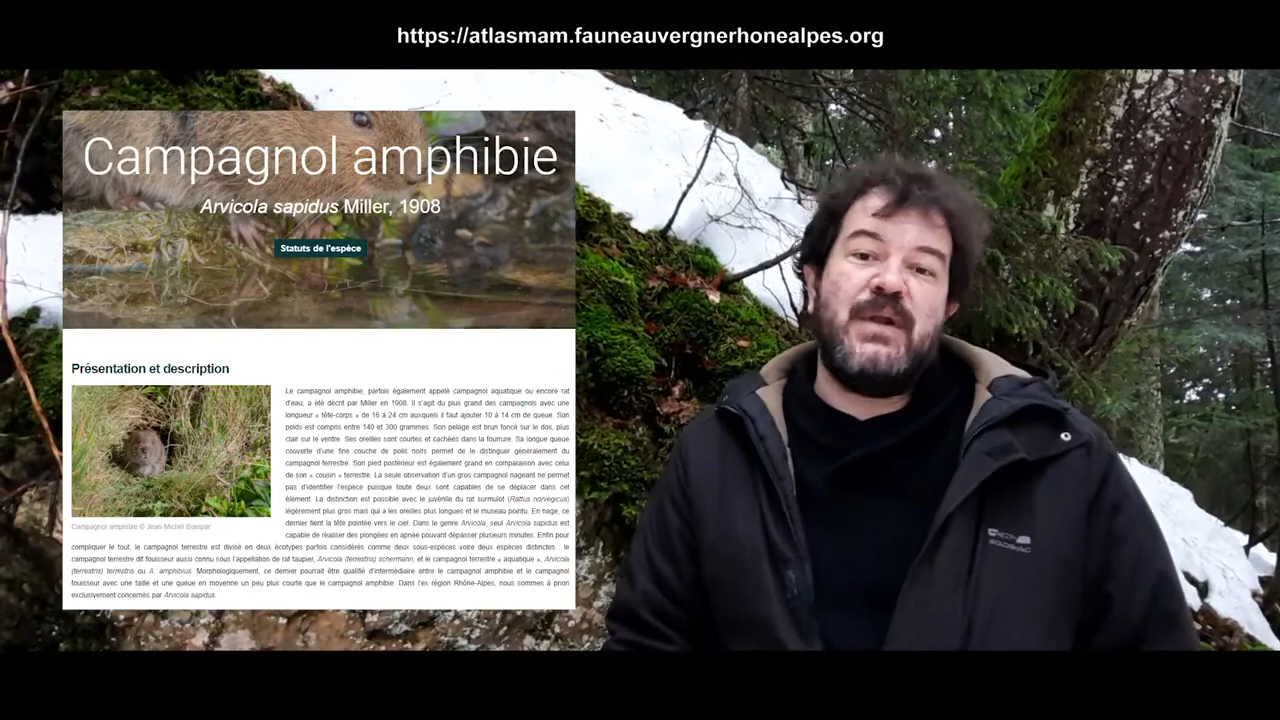 https://atlasmam.fauneauvergnerhonealpes.org
Campagnol amphibie
Arvicola sapidus Miller, 1908
Statuts de l'espèce
Présentation et description
Le campagnol amphibie, parfois également appelé campagnol aquatique ou encore rat
d'eau, a été décrit par Miller en 1908. Il s'agit du plus grand des campagnols avec une
longueur « tête-corps » de 16 à 24 cm auxquels il faut ajouter 10 à 14 cm de queue. Son
poids est compris entre 140 et 300 grammes. Son pelage est brun foncé sur le dos, plus
clair sur le ventre. Ses oreilles sont courtes et cachées dans la fourrure. Sa longue queue
couverte d'une fine couche de poils noirs permet de le distinguer généralement du
campagnol terrestre. Son pied postérieur est également grand en comparaison avec celui
de son « cousin » terrestre. La seule observation d'un gros campagnol nageant ne permet
pas d'identifier l'espèce puisque toute deux sont capables de se déplacer dans cet
élément. La distinction est possible avec le juvénile du rat surmulot (Rattus norvegicus)
légèrement plus gros mais qui a les oreilles plus longues et le museau pointu. En nage, ce
dernier tient la tête pointée vers le ciel. Dans le genre Arvicola, seul Arvicola sapidus est
capable de réaliser des plongées en apnée pouvant dépasser plusieurs minutes. Enfin pour
Campagnol amphibie © Jean-Michel Bompar
compliquer le tout, le campagnol terrestre est divisé en deux écotypes parfois considérés comme deux sous-espèces voire deux espèces distinctes : le
campagnol terrestre dit fouisseur aussi connu sous l'appellation de rat taupier, Arvicola (terrestris) scherman, et le campagnol terrestre « aquatique », Arvicola
(terrestris) terrestris ou A. amphibius. Morphologiquement, ce dernier pourrait être qualifié d'intermédiaire entre le campagnol amphibie et le campagnol
fouisseur avec une taille et une queue en moyenne un peu plus courte que le campagnol amphibie. Dans l'ex région Rhône-Alpes, nous sommes à priori
exclusivement concernés par Arvicola sapidus.